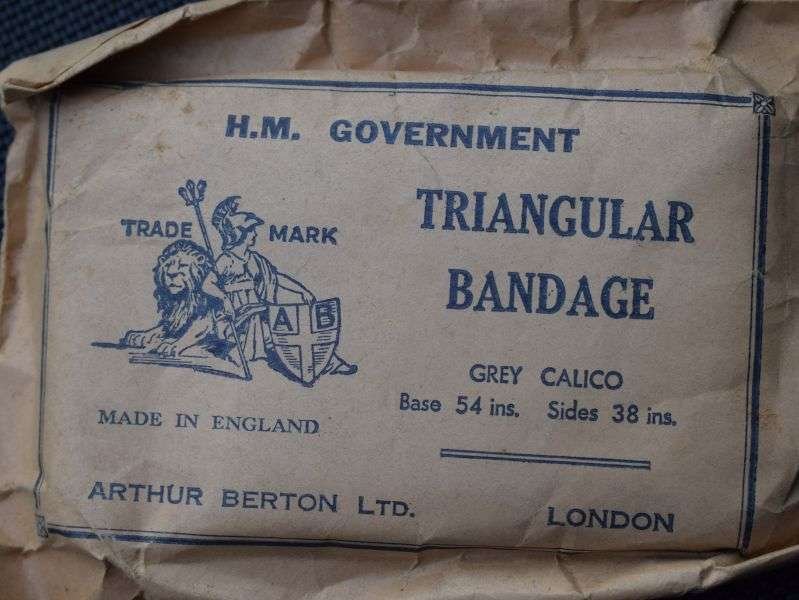 H.M. GOVERNMENT
TRADE MARK
A B
MADE IN ENGLAND
TRIANGULAR
BANDAGE
GREY CALICO
Base 54 ins. Sides 38 ins.
ARTHUR BERTON LTD. LONDON